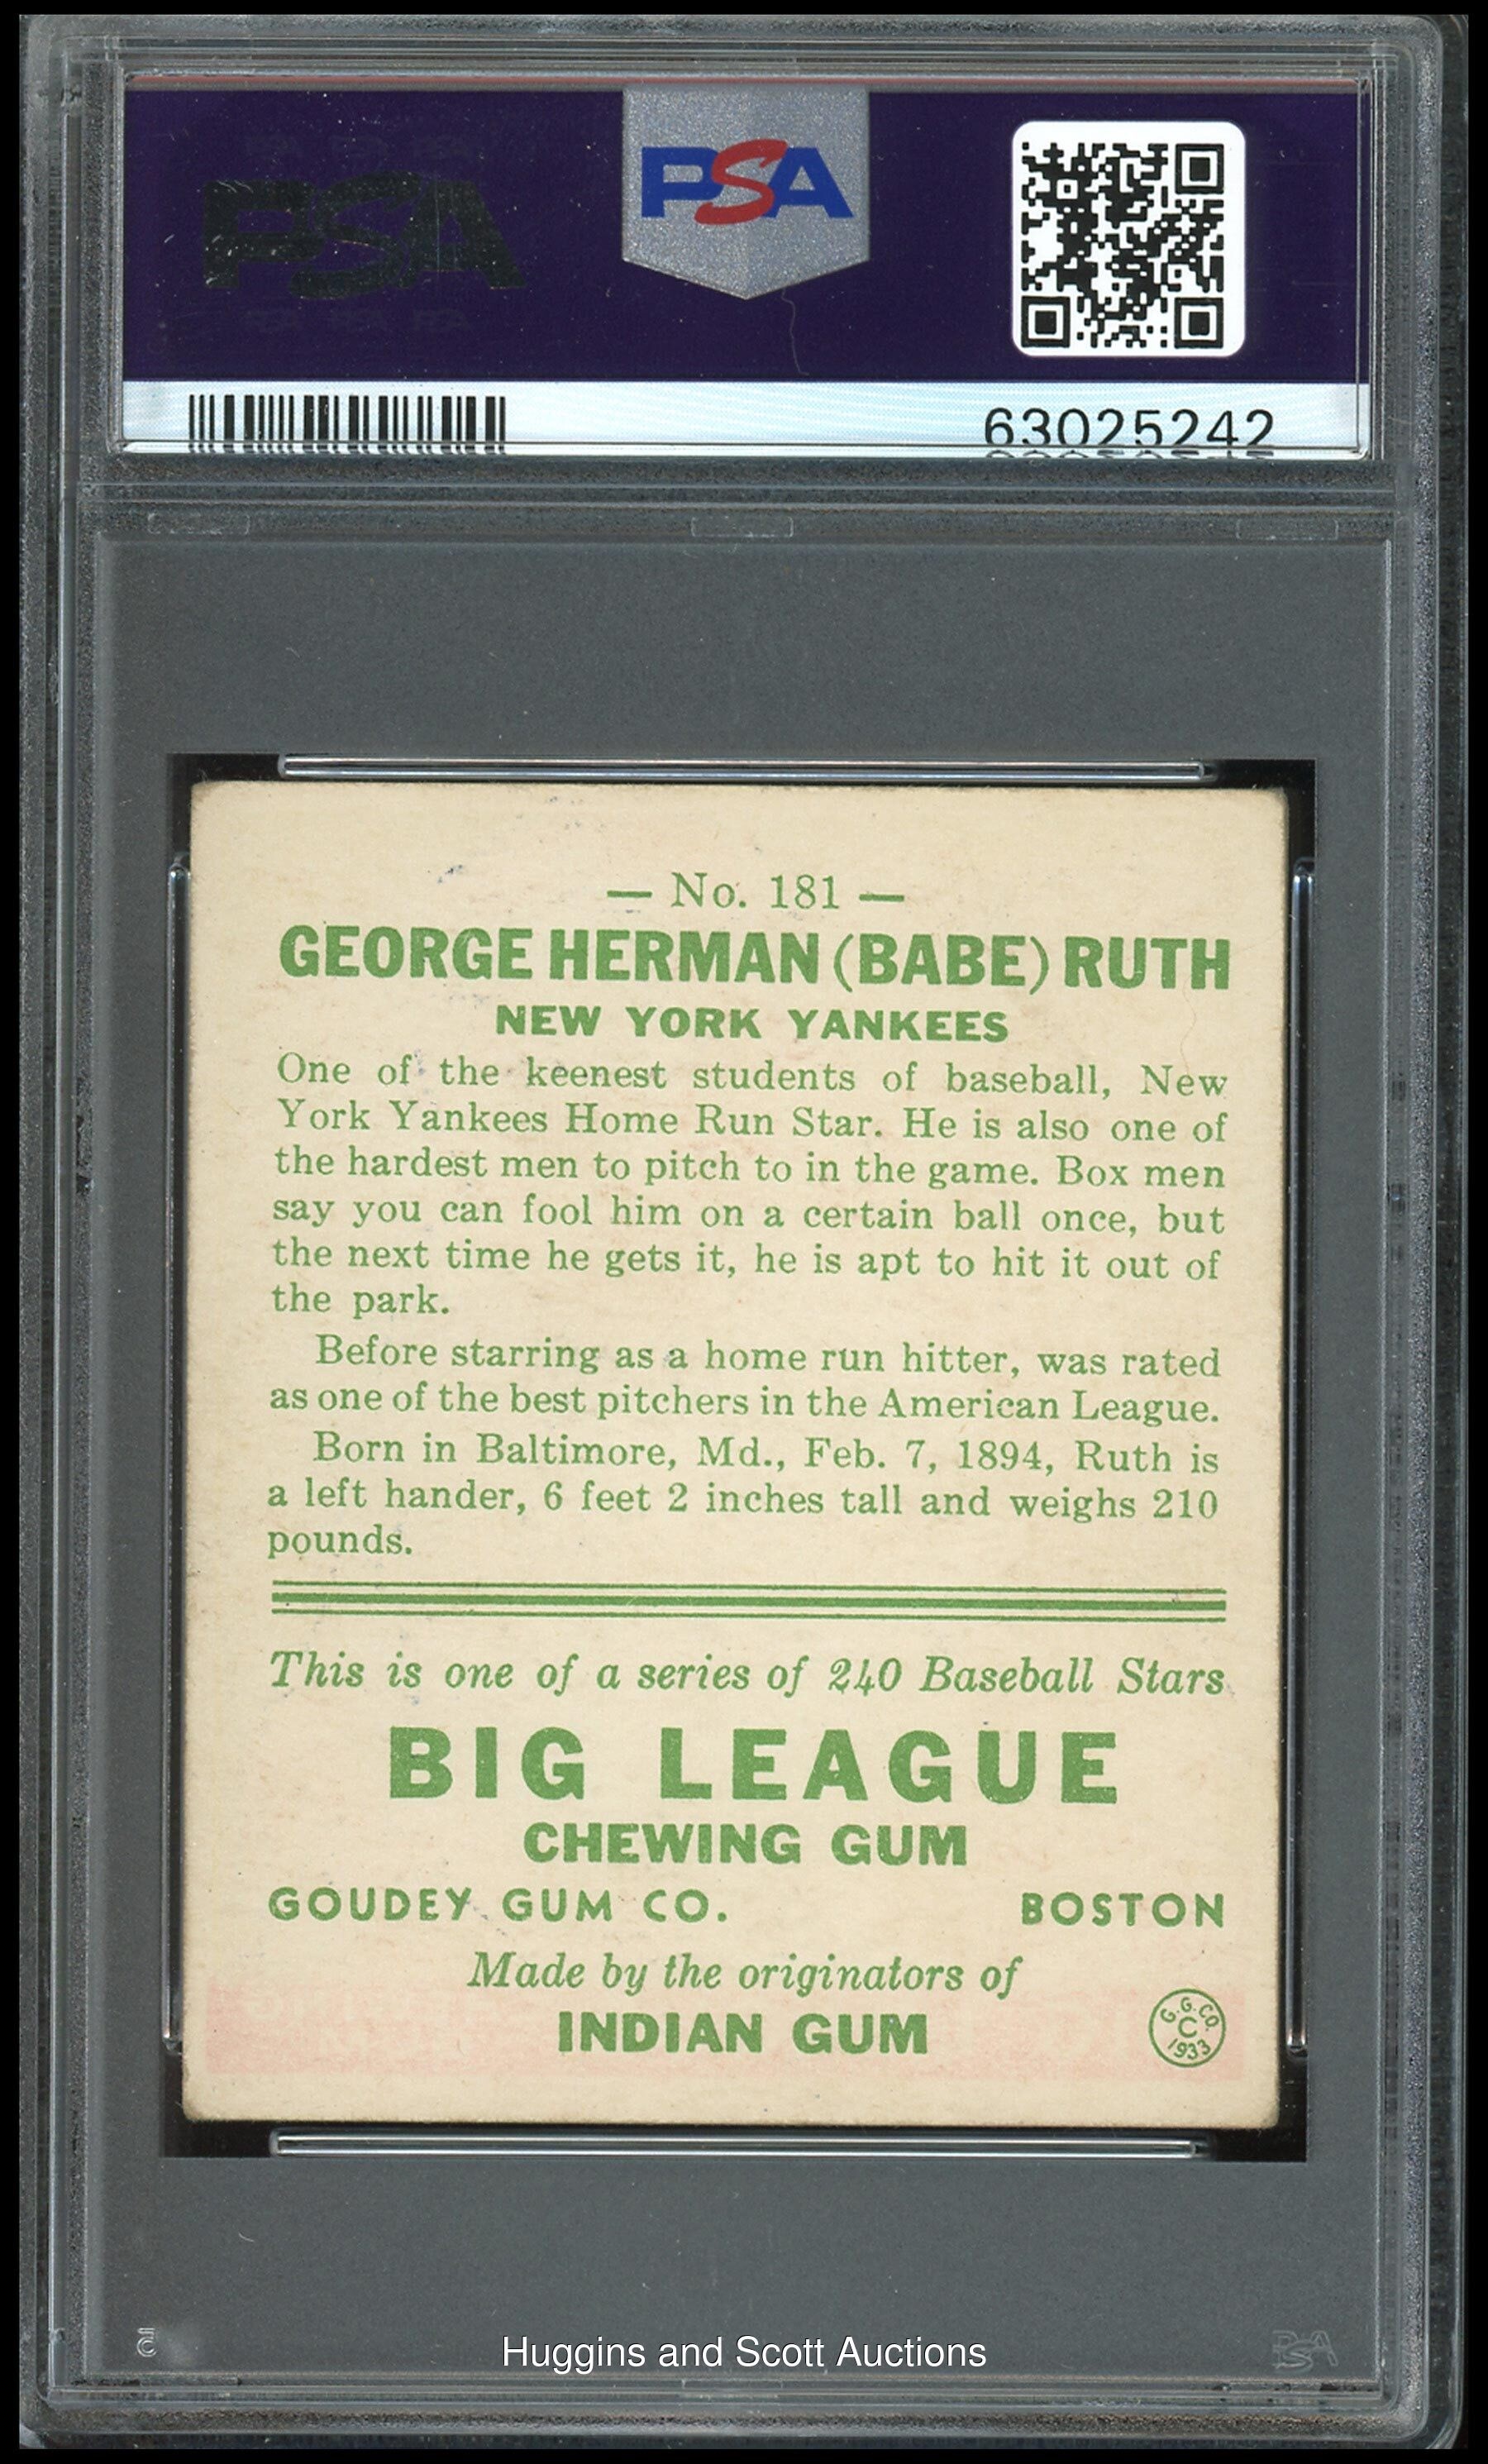 PSA
PSA
63025242
— No. 181 —
GEORGE HERMAN (BABE) RUTH
NEW YORK YANKEES
One of the keenest students of baseball, New
York Yankees Home Run Star. He is also one of
the hardest men to pitch to in the game. Box men
say you can fool him on a certain ball once, but
the next time he gets it, he is apt to hit it out of
the park.
Before starring as a home run hitter, was rated
as one of the best pitchers in the American League.
Born in Baltimore, Md., Feb. 7, 1894, Ruth is
a left hander, 6 feet 2 inches tall and weighs 210
pounds.
This is one of a series of 240 Baseball Stars
BIG LEAGUE
CHEWING GUM
GOUDEY GUM CO. BOSTON
Made by the originators of
INDIAN GUM
G. G. CO.
C
1933
Huggins and Scott Auctions
PSA